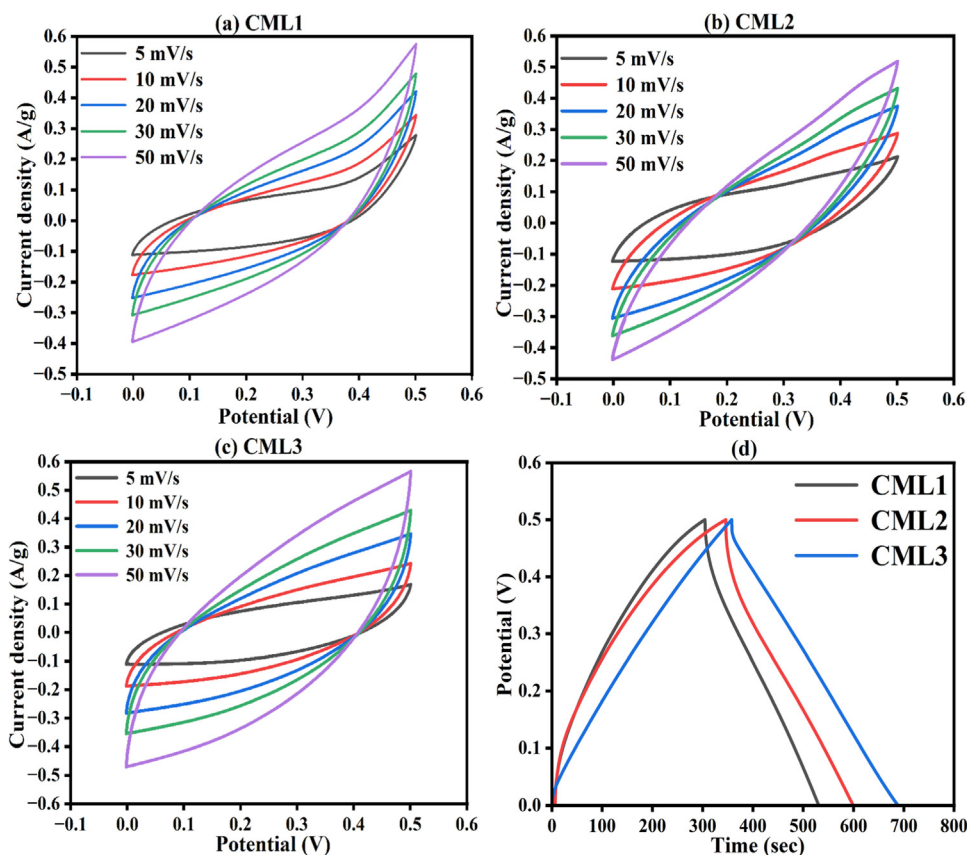 (a) CML1
Current density (A/g)
0.6
0.5
0.4
0.3
0.2
0.1
0.0
−0.1
−0.2
−0.3
−0.4
−0.5
5 mV/s
10 mV/s
20 mV/s
30 mV/s
50 mV/s
−0.1 0.0 0.1 0.2 0.3 0.4 0.5 0.6
Potential (V)
(b) CML2
Current density (A/g)
0.6
0.5
0.4
0.3
0.2
0.1
0.0
−0.1
−0.2
−0.3
−0.4
−0.5
5 mV/s
10 mV/s
20 mV/s
30 mV/s
50 mV/s
−0.1 0.0 0.1 0.2 0.3 0.4 0.5 0.6
Potential (V)
(c) CML3
Current density (A/g)
0.6
0.5
0.4
0.3
0.2
0.1
0.0
−0.1
−0.2
−0.3
−0.4
−0.5
−0.6
5 mV/s
10 mV/s
20 mV/s
30 mV/s
50 mV/s
−0.1 0.0 0.1 0.2 0.3 0.4 0.5 0.6
Potential (V)
(d)
Potential (V)
0.6
0.5
0.4
0.3
0.2
0.1
0.0
CML1
CML2
CML3
0 100 200 300 400 500 600 700 800
Time (sec)